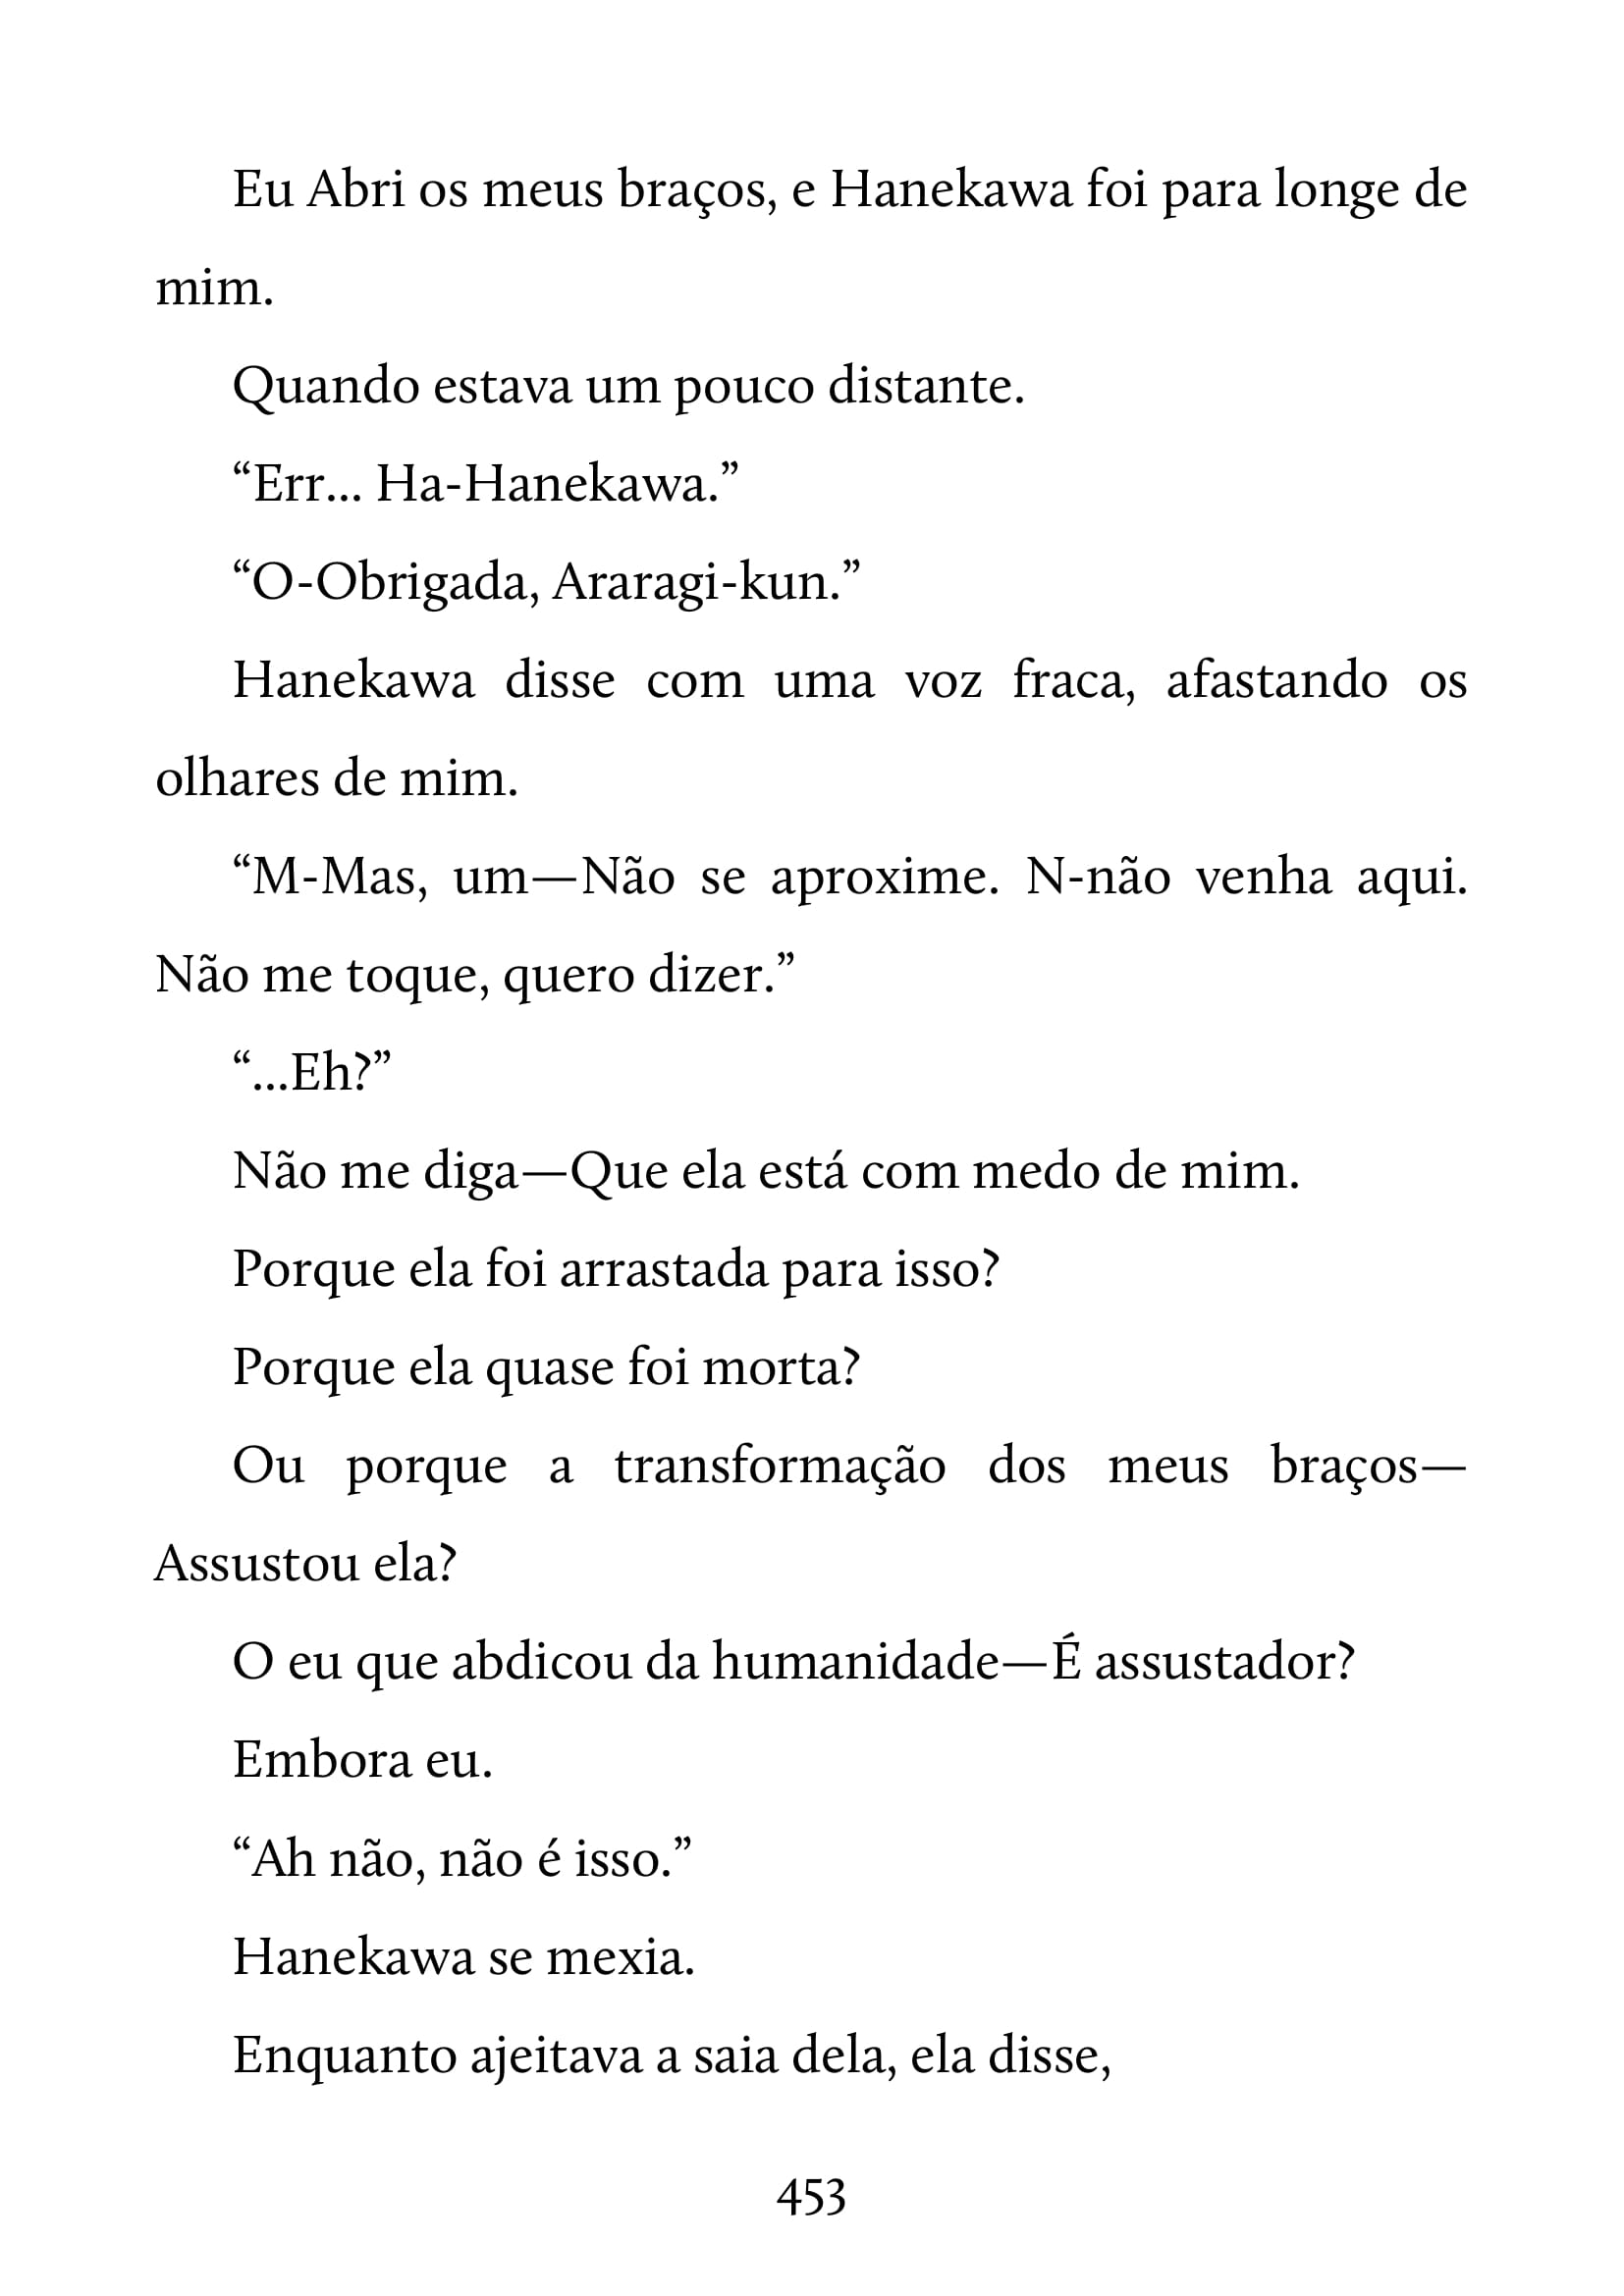 Eu Abri os meus braços, e Hanekawa foi para longe de
mim.
Quando estava um pouco distante.
“Err... Ha-Hanekawa.”
“O-Obrigada, Araragi-kun.”
Hanekawa disse com uma voz fraca, afastando os
olhares de mim.
“M-Mas, um—Não se aproxime. N-não venha aqui.
Não me toque, quero dizer.”
“...Eh?”
Não me diga—Que ela está com medo de mim.
Porque ela foi arrastada para isso?
Porque ela quase foi morta?
Ou porque a transformação dos meus braços—
Assustou ela?
O eu que abdicou da humanidade—É assustador?
Embora eu.
“Ah não, não é isso.”
Hanekawa se mexia.
Enquanto ajeitava a saia dela, ela disse,
453